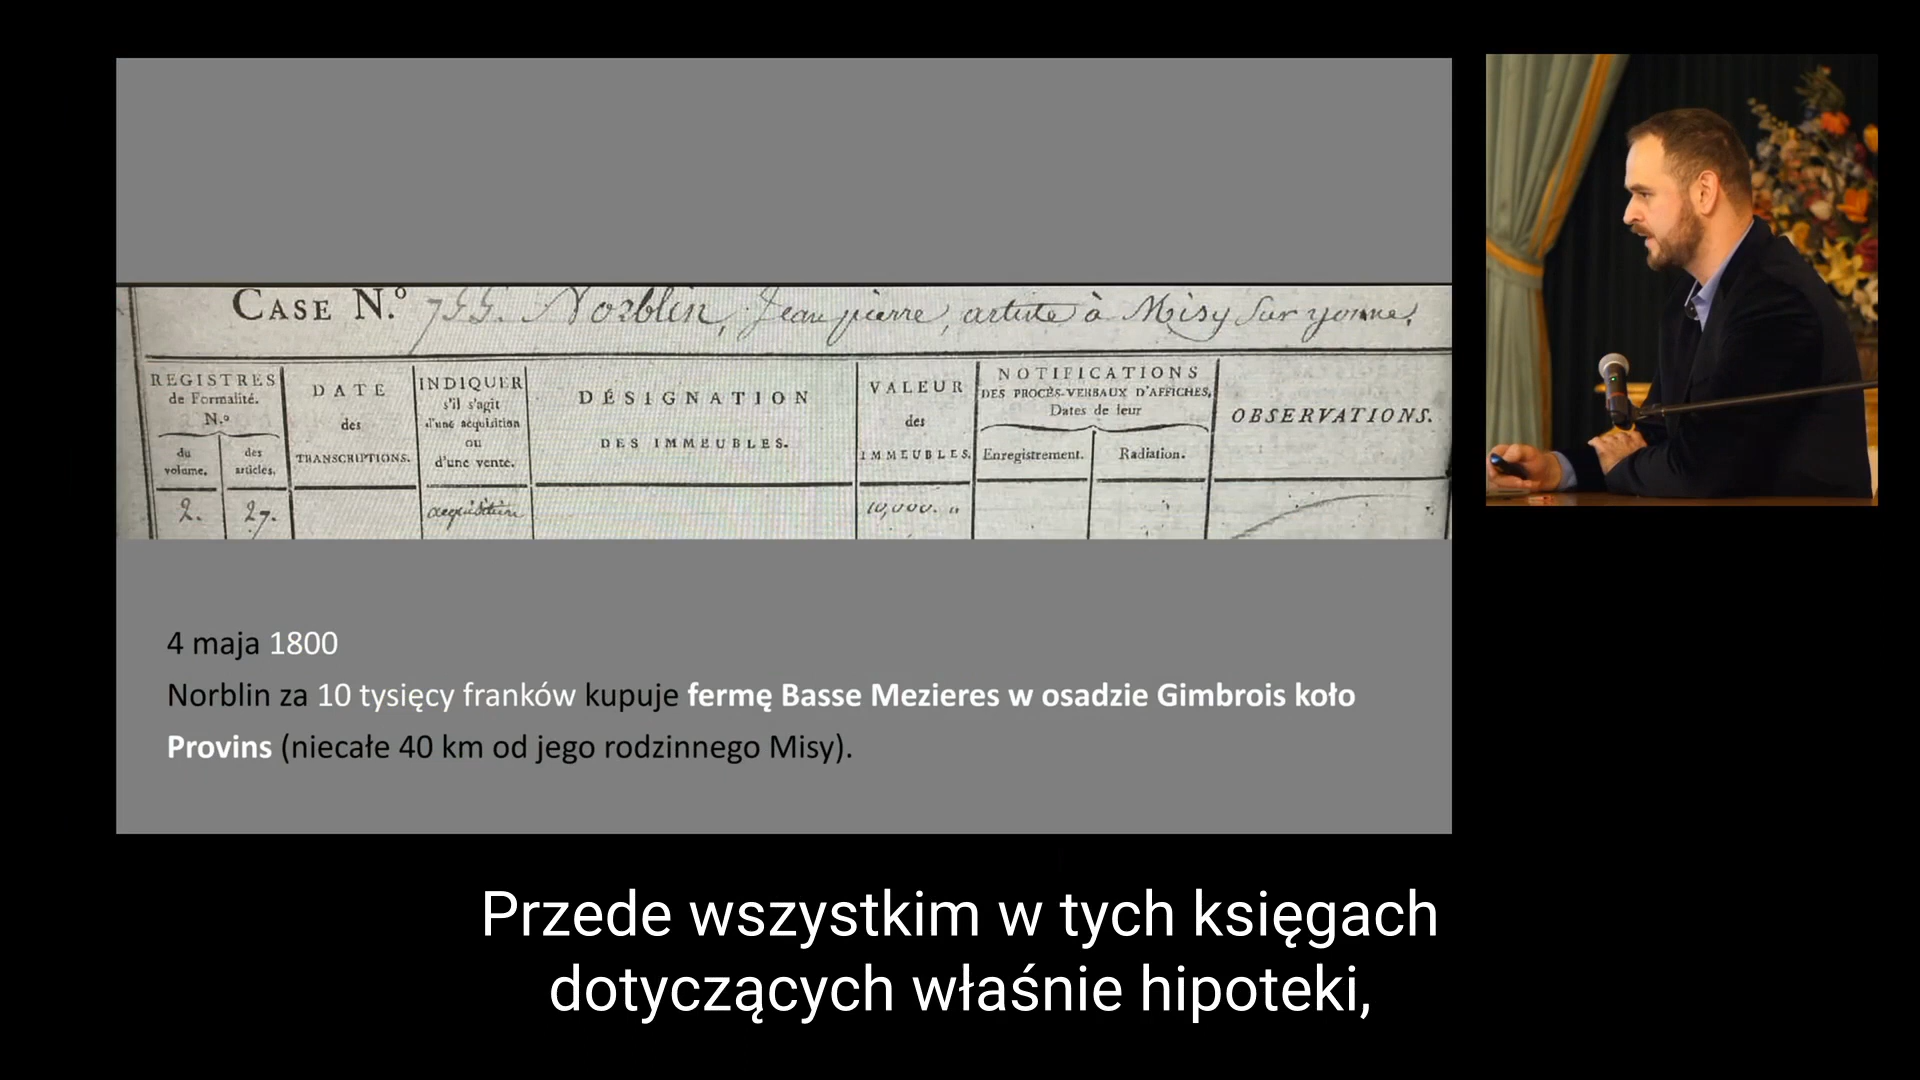 CASE N.º 755. Norblin, Jean pierre, artiste à Misy sur yonne,
REGISTRES de Formalité. N.º
du volume.
des articles.
DATE des TRANSCRIPTIONS.
INDIQUER s'il s'agit d'une acquisition ou d'une vente.
DÉSIGNATION DES IMMEUBLES.
VALEUR des IMMEUBLES.
NOTIFICATIONS DES PROCÈS-VERBAUX D'AFFICHES,
Dates de leur
Enregistrement.
Radiation.
OBSERVATIONS.
2. 27. acquisition 10,000. "
4 maja 1800
Norblin za 10 tysięcy franków kupuje fermę Basse Mezieres w osadzie Gimbrois koło
Provins (niecałe 40 km od jego rodzinnego Misy).
Przede wszystkim w tych księgach
dotyczących właśnie hipoteki,